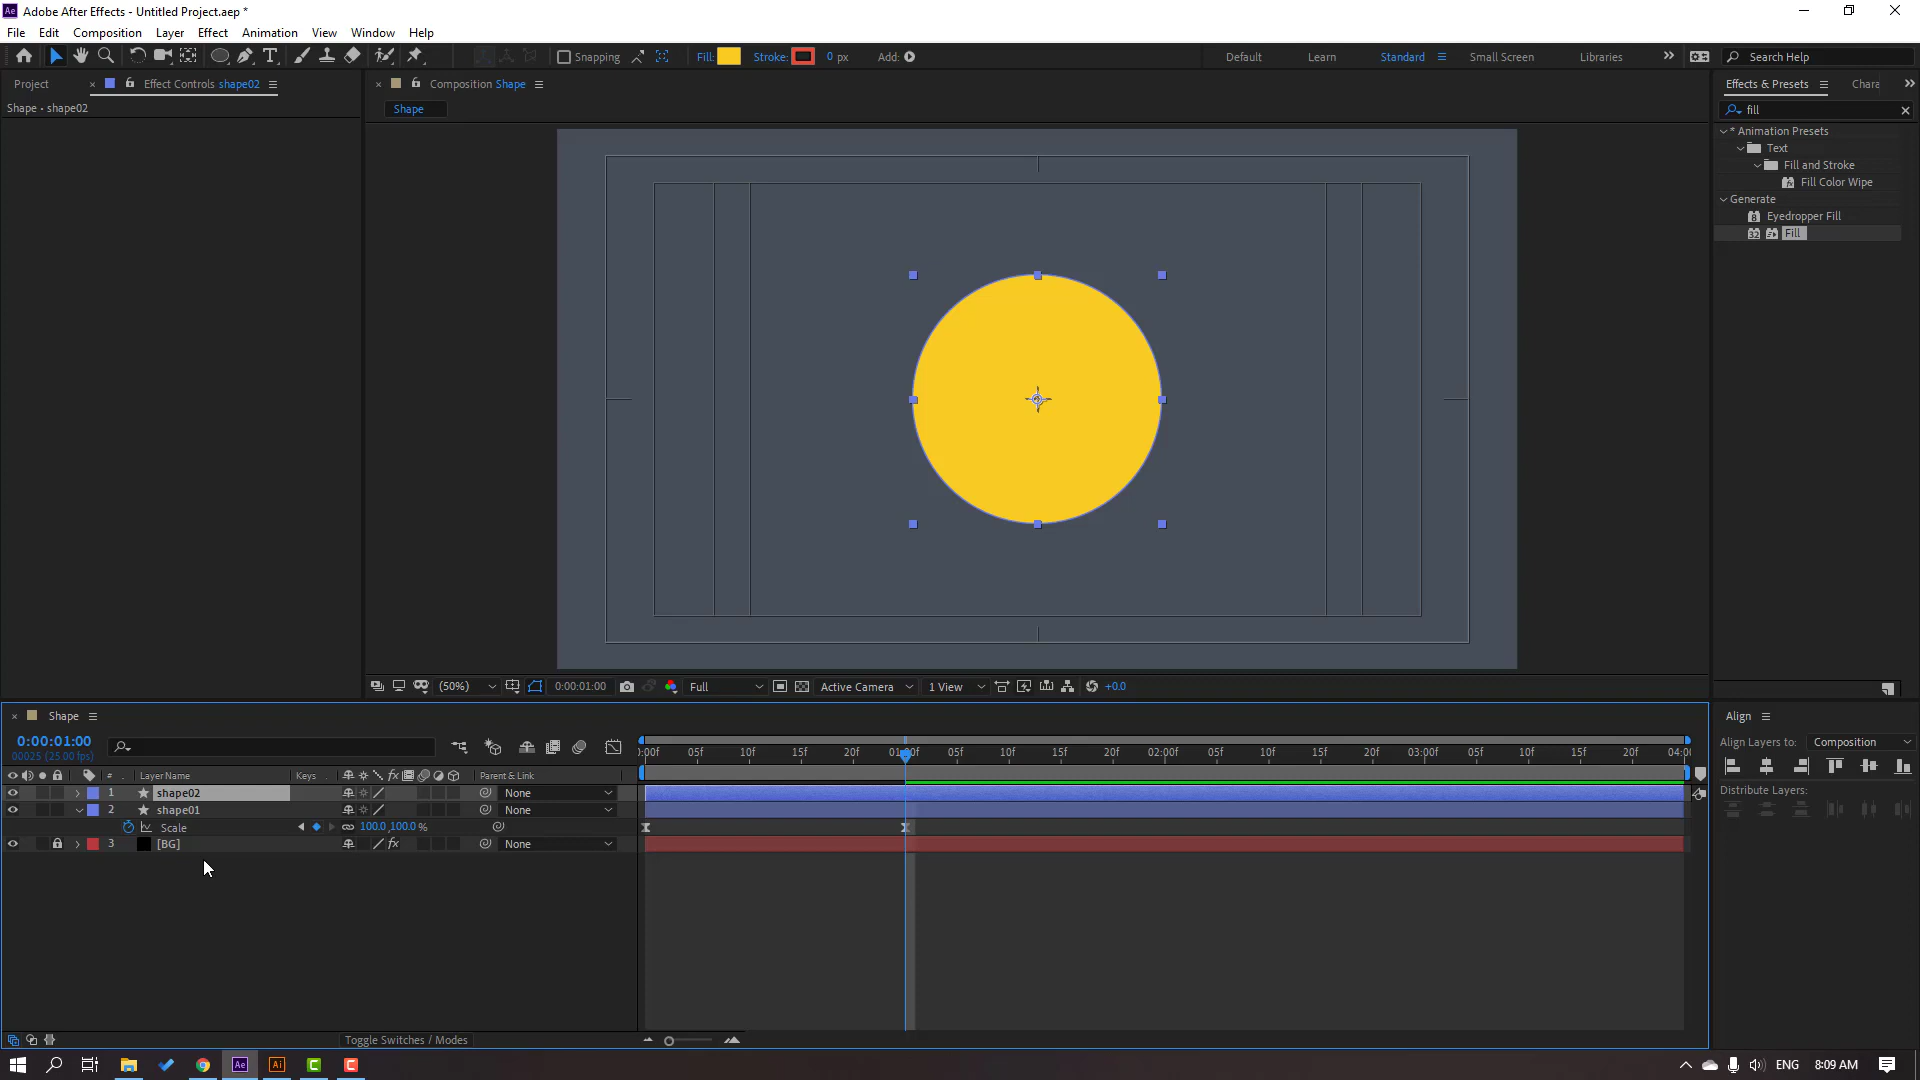 Adobe After Effects - Untitled Project.aep *
File Edit Composition Layer Effect Animation View Window Help
Snapping Fill: Stroke: 0 px Add: Default Learn Standard Small Screen Libraries Search Help
Project Effect Controls shape02 Composition Shape Effects & Presets Chara
Shape • shape02 Shape fill
* Animation Presets
Text
Fill and Stroke
Fill Color Wipe
Generate
Eyedropper Fill
32 Fill
(50%) 0:00:01:00 Full Active Camera 1 View +0.0
Shape Align
0:00:01:00
00025 (25.00 fps)
Align Layers to: Composition
:00f 05f 10f 15f 20f 01:00f 05f 10f 15f 20f 02:00f 05f 10f 15f 20f 03:00f 05f 10f 15f 20f 04:00
# Layer Name Keys Parent & Link
Distribute Layers:
1 shape02 None
2 shape01 None
Scale 100.0,100.0 %
3 [BG] None
Toggle Switches / Modes
Ae Ai C C ENG 8:09 AM